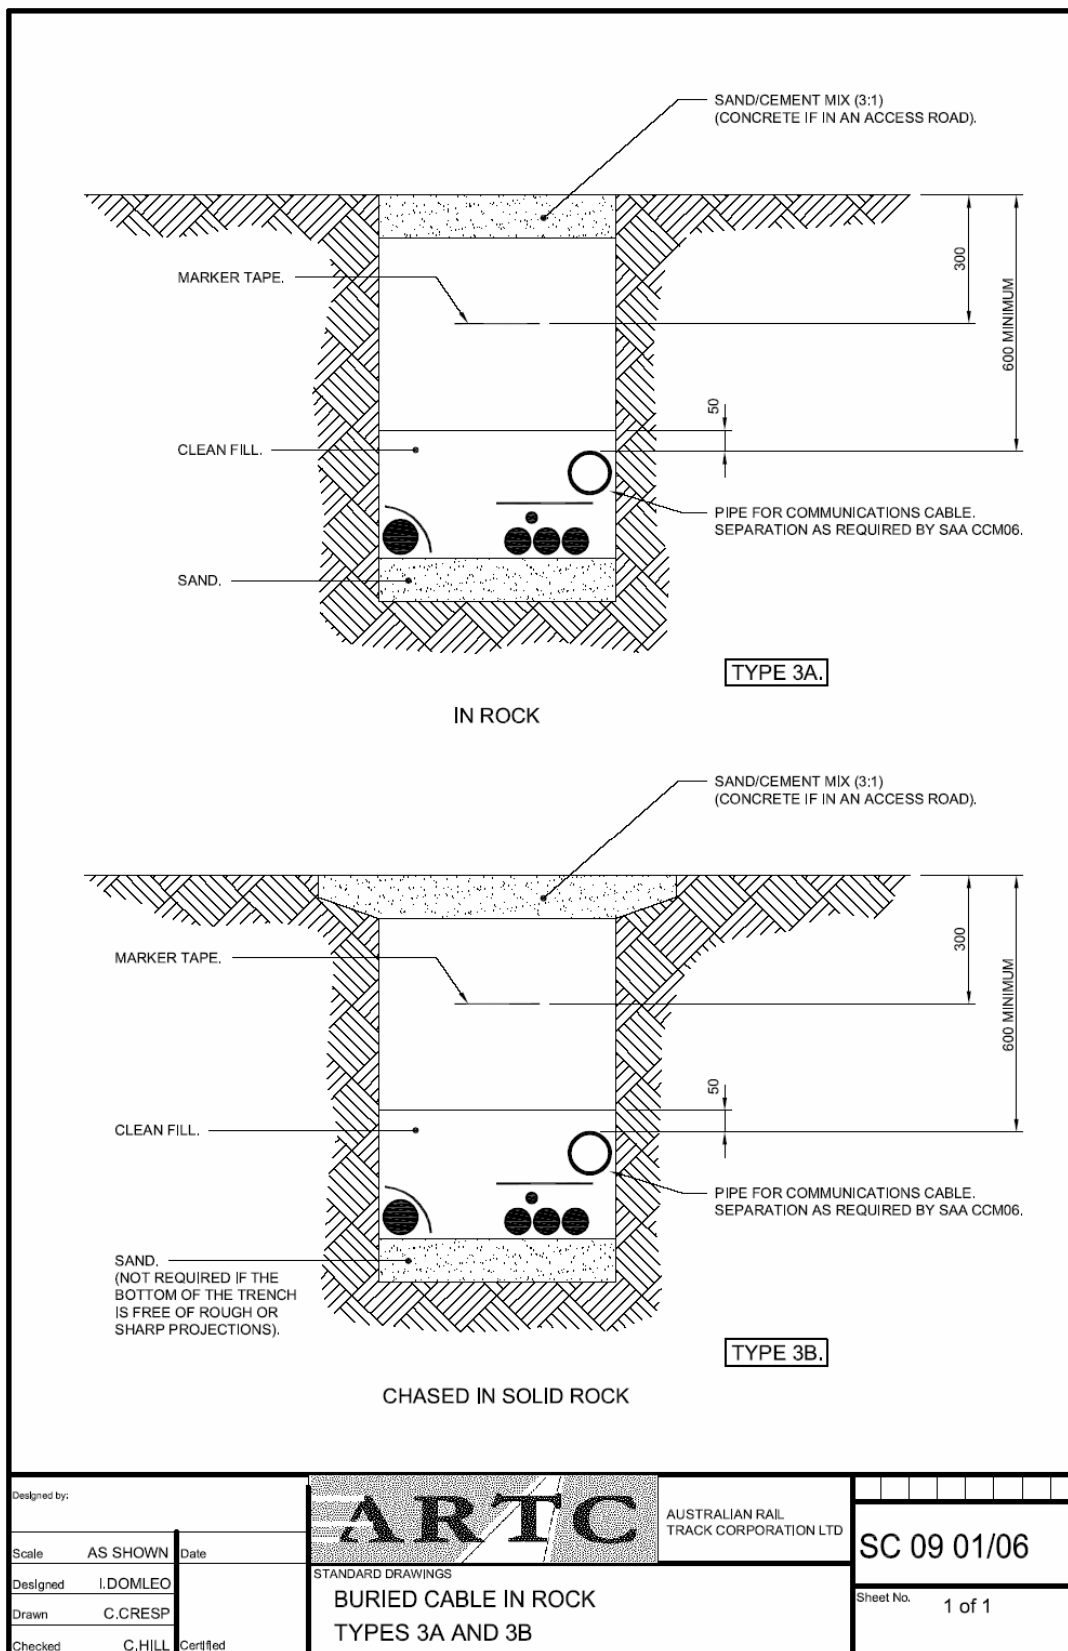 SAND/CEMENT MIX (3:1)
(CONCRETE IF IN AN ACCESS ROAD).
300
600 MINIMUM
MARKER TAPE.
50
CLEAN FILL.
PIPE FOR COMMUNICATIONS CABLE.
SEPARATION AS REQUIRED BY SAA CCM06.
SAND.
TYPE 3A.
IN ROCK
SAND/CEMENT MIX (3:1)
(CONCRETE IF IN AN ACCESS ROAD).
300
600 MINIMUM
MARKER TAPE.
50
CLEAN FILL.
PIPE FOR COMMUNICATIONS CABLE.
SEPARATION AS REQUIRED BY SAA CCM06.
SAND.
(NOT REQUIRED IF THE
BOTTOM OF THE TRENCH
IS FREE OF ROUGH OR
SHARP PROJECTIONS).
TYPE 3B.
CHASED IN SOLID ROCK
Designed by:
Scale AS SHOWN Date
Designed I.DOMLEO
Drawn C.CRESP
Checked C.HILL Certified
ARTC
AUSTRALIAN RAIL
TRACK CORPORATION LTD
STANDARD DRAWINGS
BURIED CABLE IN ROCK
TYPES 3A AND 3B
SC 09 01/06
Sheet No. 1 of 1